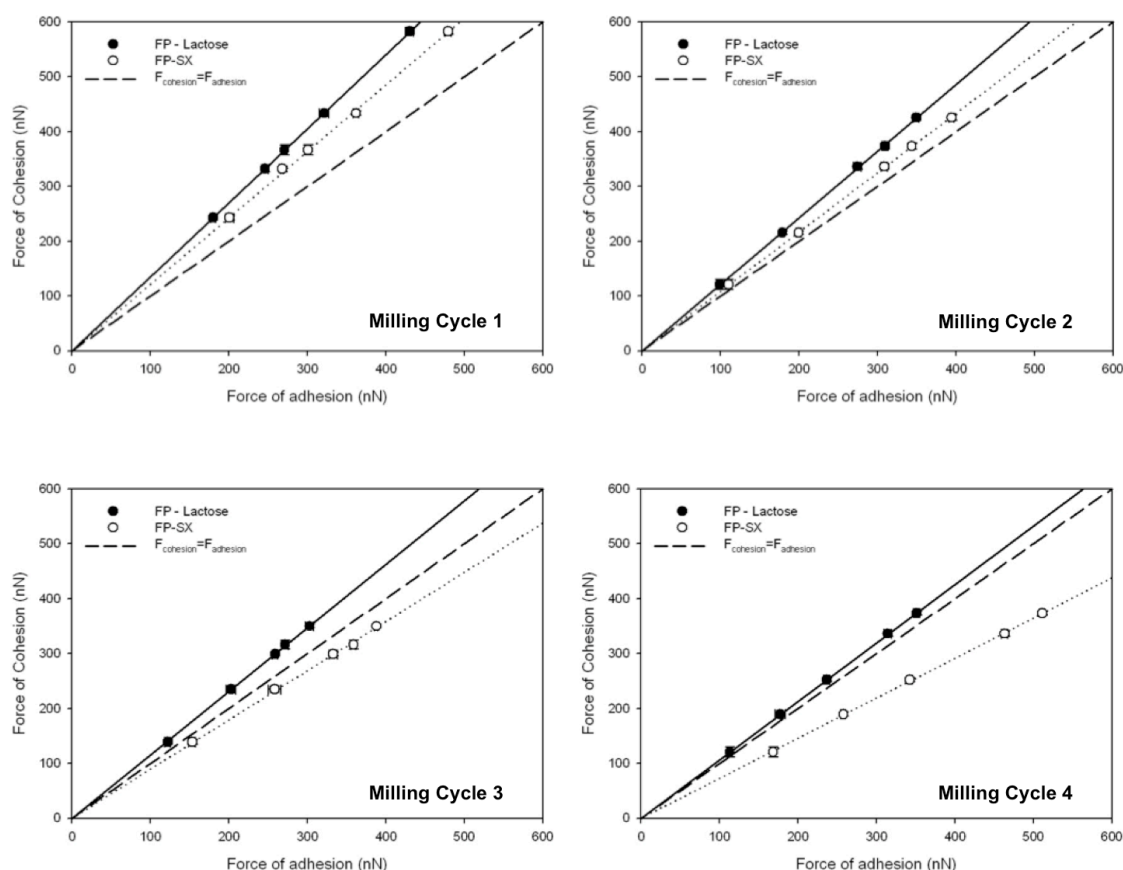 600
500
400
300
200
100
0
Force of Cohesion (nN)
FP - Lactose
FP-SX
Fcohesion=Fadhesion
Milling Cycle 1
0 100 200 300 400 500 600
Force of adhesion (nN)
600
500
400
300
200
100
0
Force of Cohesion (nN)
FP - Lactose
FP-SX
Fcohesion=Fadhesion
Milling Cycle 2
0 100 200 300 400 500 600
Force of adhesion (nN)
600
500
400
300
200
100
0
Force of Cohesion (nN)
FP - Lactose
FP-SX
Fcohesion=Fadhesion
Milling Cycle 3
0 100 200 300 400 500 600
Force of adhesion (nN)
600
500
400
300
200
100
0
Force of Cohesion (nN)
FP - Lactose
FP-SX
Fcohesion=Fadhesion
Milling Cycle 4
0 100 200 300 400 500 600
Force of adhesion (nN)